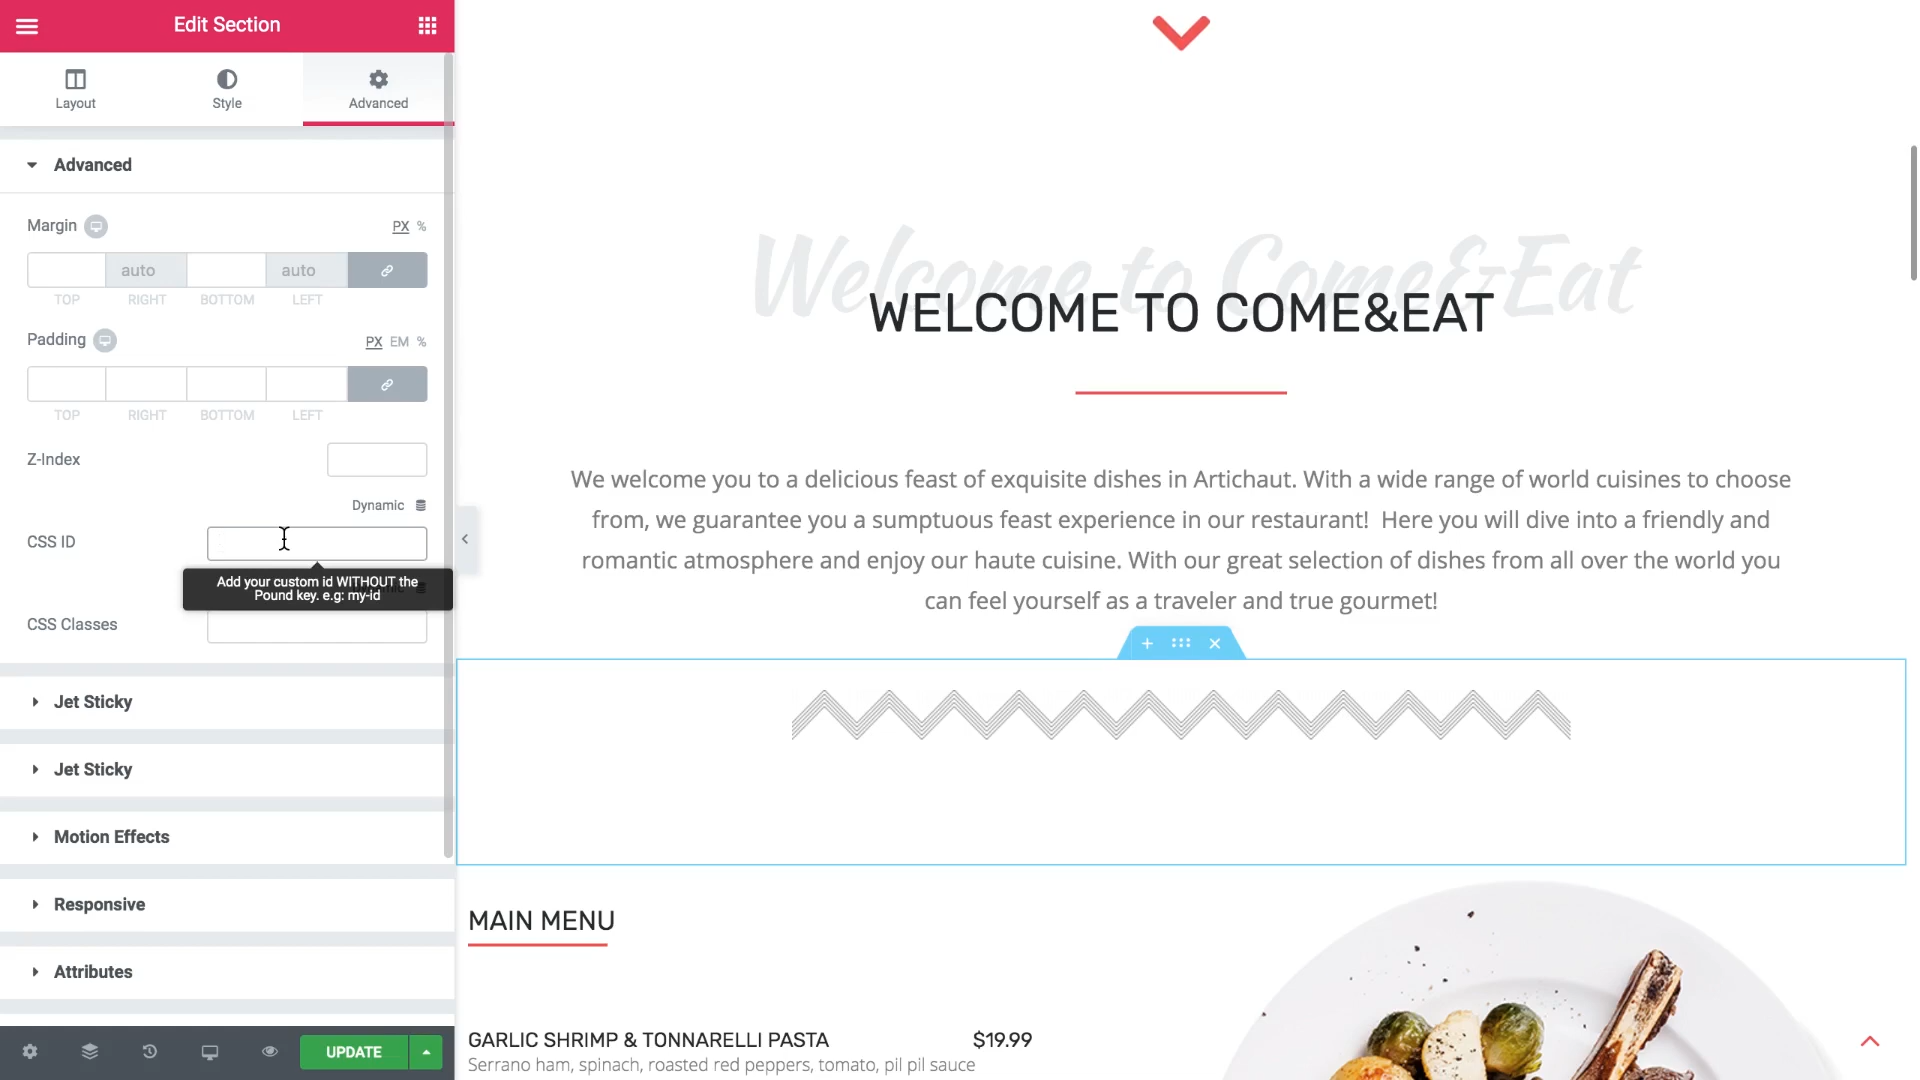 Edit Section
Layout
Style
Advanced
Advanced
Margin
PX %
auto
auto
TOP RIGHT BOTTOM LEFT
Padding
PX EM %
TOP RIGHT BOTTOM LEFT
Z-Index
Dynamic
CSS ID
Add your custom id WITHOUT the
Pound key. e.g: my-id
CSS Classes
Jet Sticky
Jet Sticky
Motion Effects
Responsive
Attributes
UPDATE
Welcome to Come&Eat
WELCOME TO COME&EAT
We welcome you to a delicious feast of exquisite dishes in Artichaut. With a wide range of world cuisines to choose
from, we guarantee you a sumptuous feast experience in our restaurant! Here you will dive into a friendly and
romantic atmosphere and enjoy our haute cuisine. With our great selection of dishes from all over the world you
can feel yourself as a traveler and true gourmet!
MAIN MENU
GARLIC SHRIMP & TONNARELLI PASTA $19.99
Serrano ham, spinach, roasted red peppers, tomato, pil pil sauce